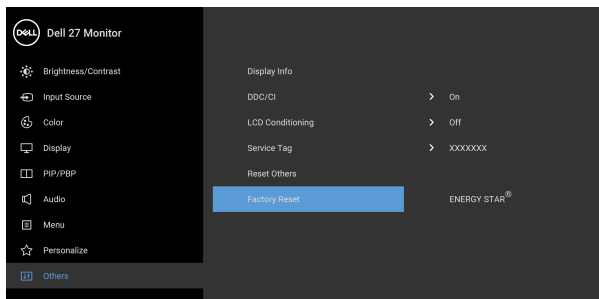 DELL Dell 27 Monitor
Brightness/Contrast
Input Source
Color
Display
PIP/PBP
Audio
Menu
Personalize
Others
Display Info
DDC/CI > On
LCD Conditioning > Off
Service Tag > XXXXXXX
Reset Others
Factory Reset ENERGY STAR®